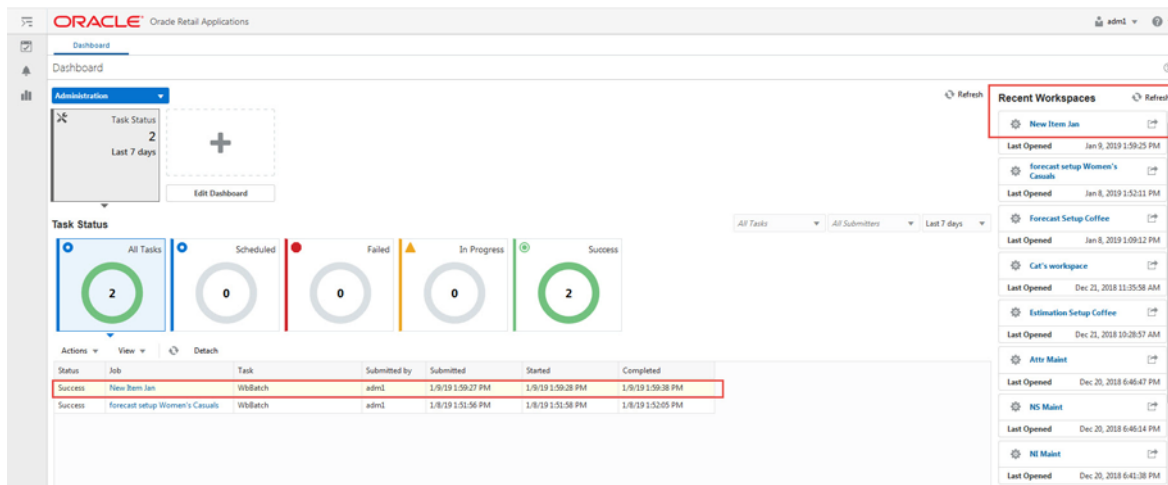 ORACLE® Oracle Retail Applications
adm1
Dashboard
Dashboard
Administration
Refresh
Task Status
2
Last 7 days
Edit Dashboard
Task Status
All Tasks All Submitters Last 7 days
All Tasks Scheduled Failed In Progress Success
2 0 0 0 2
Actions View Detach
Status Job Task Submitted by Submitted Started Completed
Success New Item Jan WbBatch adm1 1/9/19 1:59:27 PM 1/9/19 1:59:28 PM 1/9/19 1:59:38 PM
Success forecast setup Women's Casuals WbBatch adm1 1/8/19 1:51:56 PM 1/8/19 1:51:58 PM 1/8/19 1:52:05 PM
Recent Workspaces Refresh
New Item Jan
Last Opened Jan 9, 2019 1:59:25 PM
forecast setup Women's
Casuals
Last Opened Jan 8, 2019 1:52:11 PM
Forecast Setup Coffee
Last Opened Jan 8, 2019 1:09:12 PM
Cat's workspace
Last Opened Dec 21, 2018 11:35:58 AM
Estimation Setup Coffee
Last Opened Dec 21, 2018 10:28:57 AM
Attr Maint
Last Opened Dec 20, 2018 6:46:47 PM
NS Maint
Last Opened Dec 20, 2018 6:46:14 PM
NI Maint
Last Opened Dec 20, 2018 6:41:38 PM